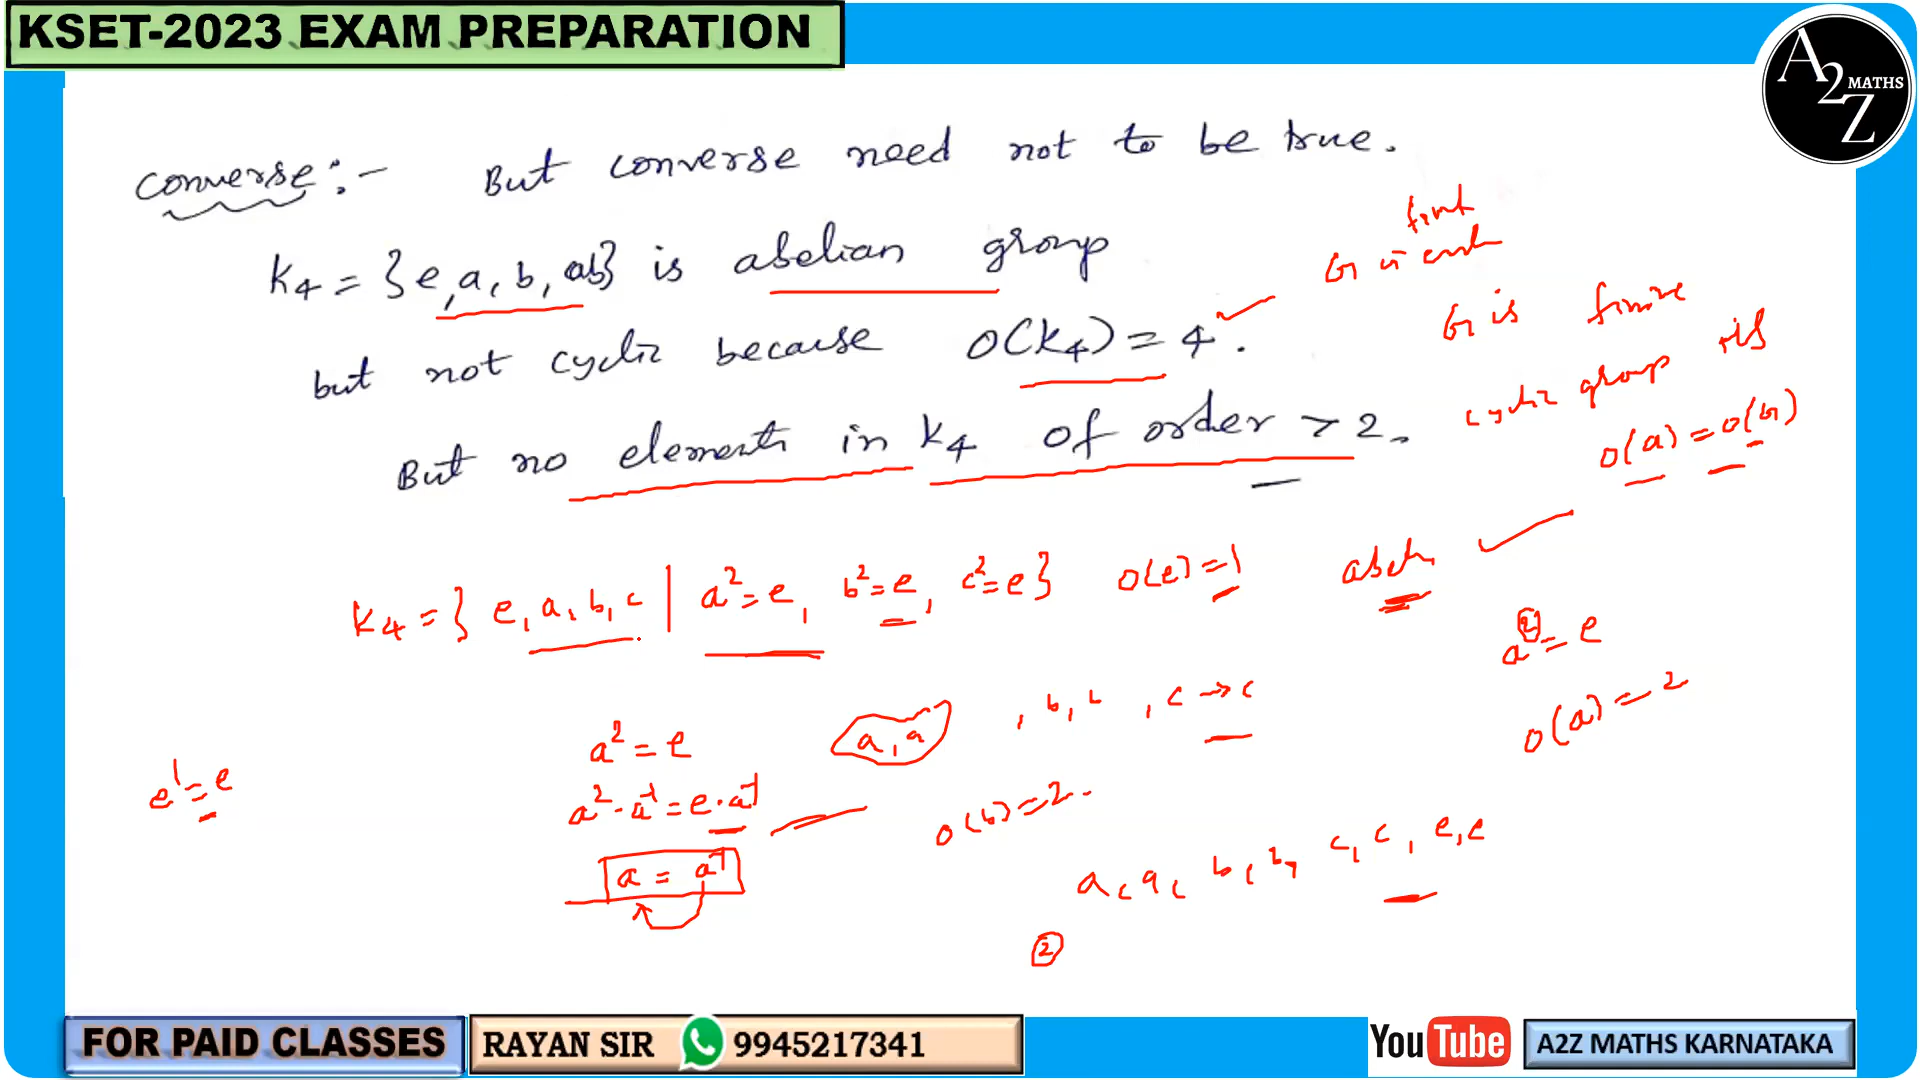 KSET-2023 EXAM PREPARATION
A2Z MATHS
Converse :- But converse need not to be true.
K4 = {e, a, b, ab} is abelian group
but not cyclic because O(K4) = 4.
But no elements in K4 of order > 2.
finit
G is
G is finite
cyclic group iff
O(a) = O(G)
K4 = { e, a, b, c | a² = e, b² = e, c² = e } O(e) = 1
a² = e
O(a) = 2
a² = e
a, a , b, b , c → c
a² · a⁻¹ = e · a⁻¹
a = a⁻¹
e¹ = e
O(b) = 2.
a, a, b, b, c, c, e, e
2
FOR PAID CLASSES
RAYAN SIR 9945217341
YouTube
A2Z MATHS KARNATAKA